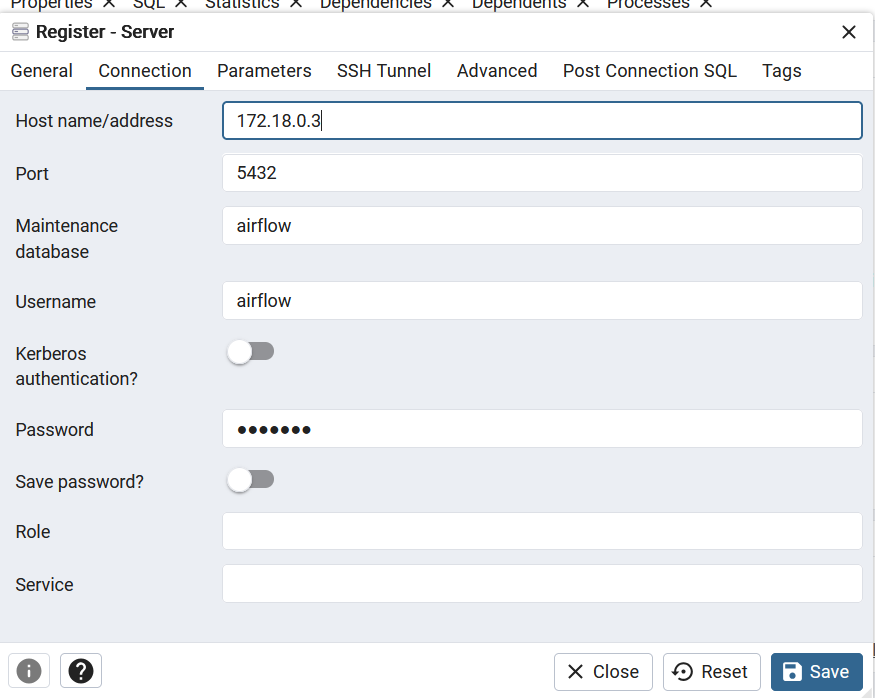 Properties × SQL × Statistics × Dependencies × Dependents × Processes ×
Register - Server
General Connection Parameters SSH Tunnel Advanced Post Connection SQL Tags
Host name/address 172.18.0.3
Port 5432
Maintenance database airflow
Username airflow
Kerberos authentication?
Password •••••••
Save password?
Role
Service
Close Reset Save